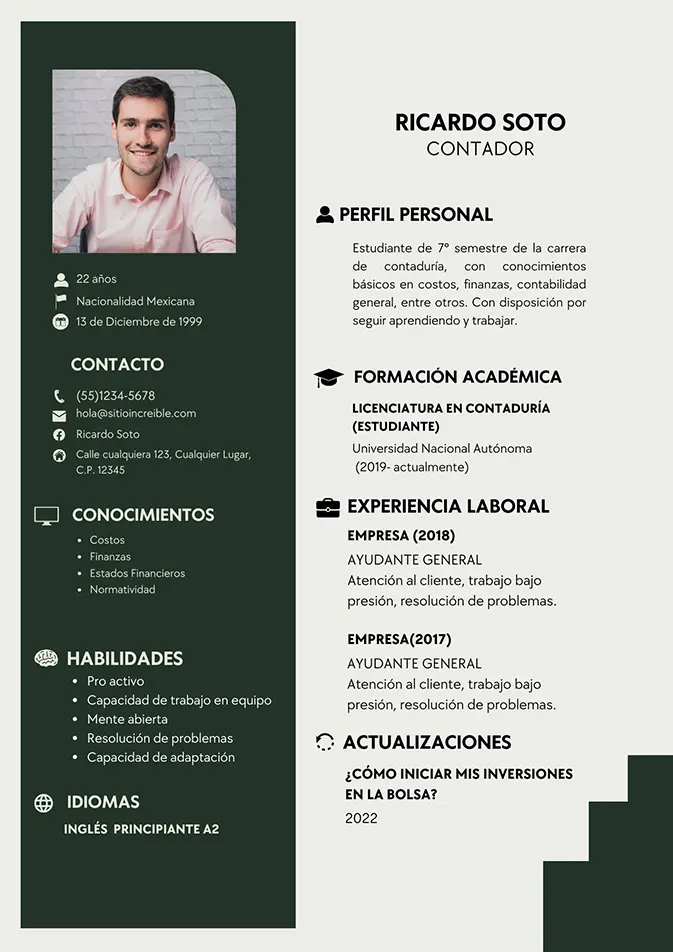 22 años
Nacionalidad Mexicana
13 de Diciembre de 1999
CONTACTO
(55)1234-5678
hola@sitioincreible.com
Ricardo Soto
Calle cualquiera 123, Cualquier Lugar,
C.P. 12345
CONOCIMIENTOS
• Costos
• Finanzas
• Estados Financieros
• Normatividad
HABILIDADES
• Pro activo
• Capacidad de trabajo en equipo
• Mente abierta
• Resolución de problemas
• Capacidad de adaptación
IDIOMAS
INGLÉS PRINCIPIANTE A2
RICARDO SOTO
CONTADOR
PERFIL PERSONAL
Estudiante de 7° semestre de la carrera
de contaduría, con conocimientos
básicos en costos, finanzas, contabilidad
general, entre otros. Con disposición por
seguir aprendiendo y trabajar.
FORMACIÓN ACADÉMICA
LICENCIATURA EN CONTADURÍA
(ESTUDIANTE)
Universidad Nacional Autónoma
(2019- actualmente)
EXPERIENCIA LABORAL
EMPRESA (2018)
AYUDANTE GENERAL
Atención al cliente, trabajo bajo
presión, resolución de problemas.
EMPRESA(2017)
AYUDANTE GENERAL
Atención al cliente, trabajo bajo
presión, resolución de problemas.
ACTUALIZACIONES
¿CÓMO INICIAR MIS INVERSIONES
EN LA BOLSA?
2022